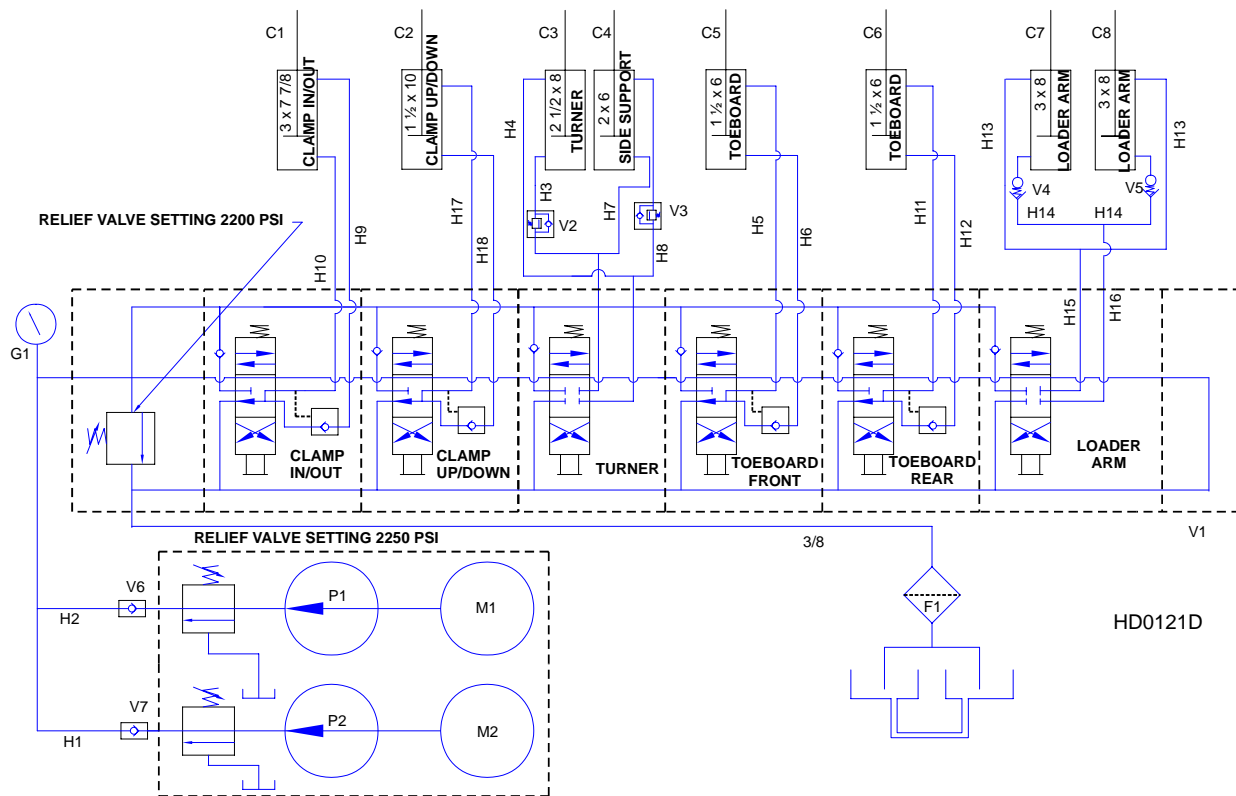 C1
C2
C3
C4
C5
C6
C7
C8
3 x 7 7/8
CLAMP IN/OUT
1 ½ x 10
CLAMP UP/DOWN
2 1/2 x 8
TURNER
2 x 6
SIDE SUPPORT
1 ½ x 6
TOEBOARD
1 ½ x 6
TOEBOARD
3 x 8
LOADER ARM
3 x 8
LOADER ARM
H4
H13
H13
H3
H7
V4
V5
H9
H17
V2
V3
H5
H11
H14
H14
RELIEF VALVE SETTING 2200 PSI
H10
H18
H8
H6
H12
H15
H16
G1
CLAMP
IN/OUT
CLAMP
UP/DOWN
TURNER
TOEBOARD
FRONT
TOEBOARD
REAR
LOADER
ARM
V1
RELIEF VALVE SETTING 2250 PSI
3/8
V6
P1
M1
H2
F1
HD0121D
V7
P2
M2
H1